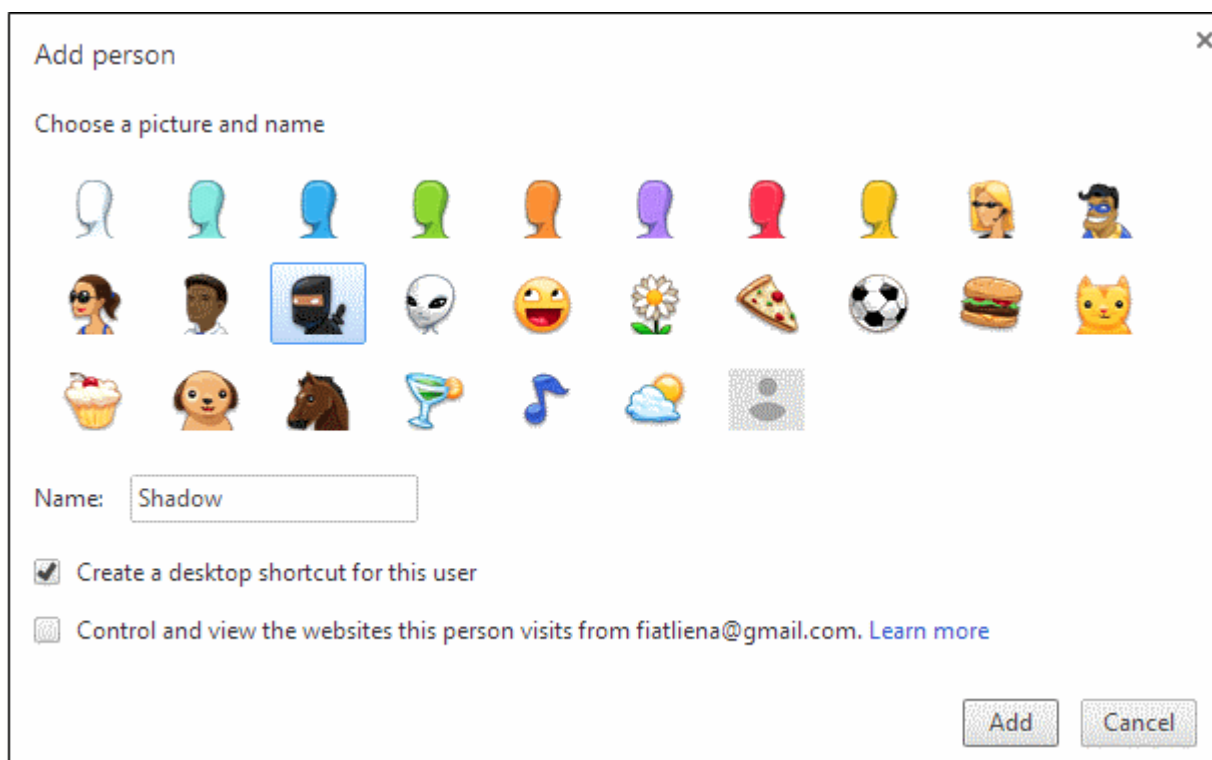 Add person
Choose a picture and name
Name: Shadow
Create a desktop shortcut for this user
Control and view the websites this person visits from fiatliena@gmail.com. Learn more
Add Cancel